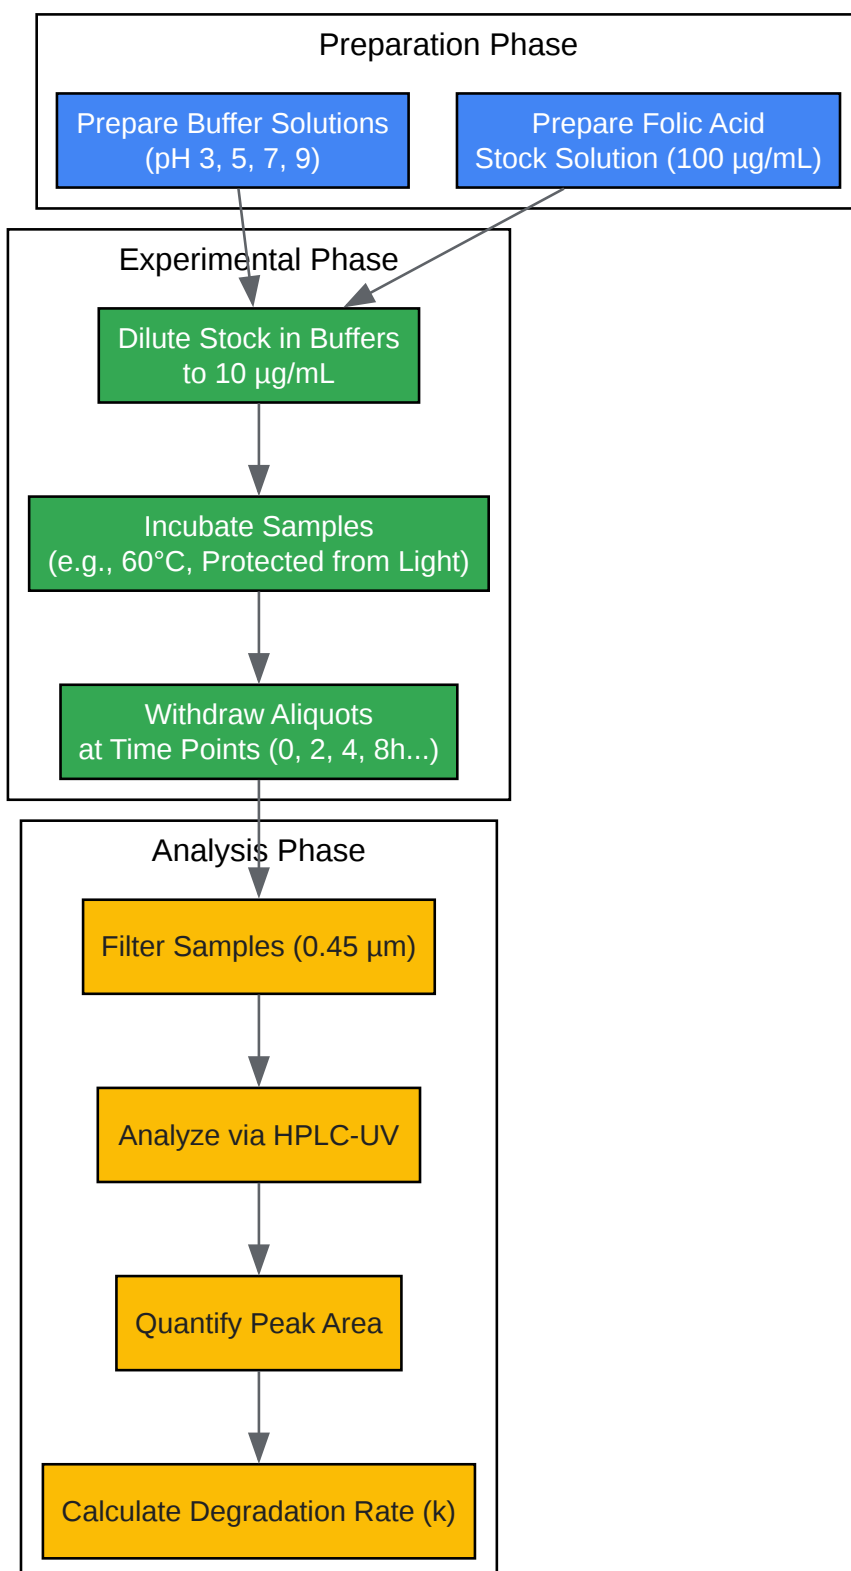 Preparation Phase
Prepare Buffer Solutions
(pH 3, 5, 7, 9)
Prepare Folic Acid
Stock Solution (100 µg/mL)
Experimental Phase
Dilute Stock in Buffers
to 10 µg/mL
Incubate Samples
(e.g., 60°C, Protected from Light)
Withdraw Aliquots
at Time Points (0, 2, 4, 8h...)
Analysis Phase
Filter Samples (0.45 µm)
Analyze via HPLC-UV
Quantify Peak Area
Calculate Degradation Rate (k)